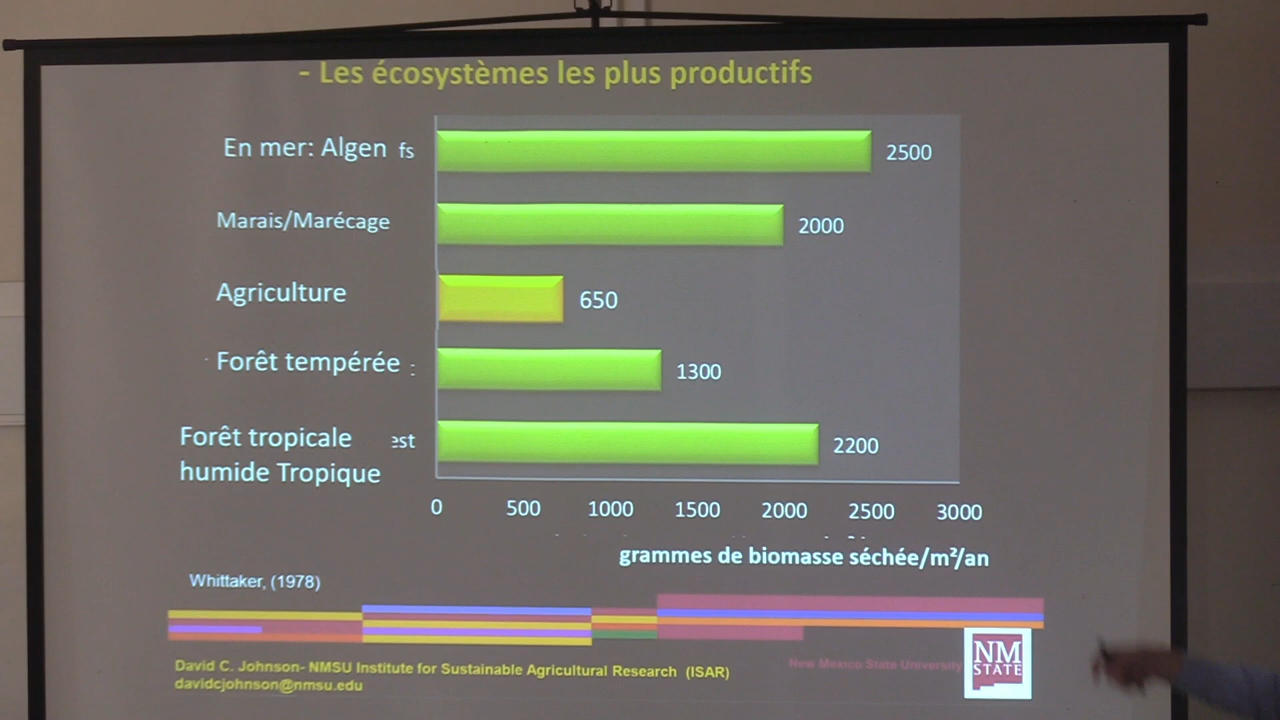 - Les écosystèmes les plus productifs
En mer: Algen fs
2500
Marais/Marécage
2000
Agriculture
650
Forêt tempérée :
1300
Forêt tropicale est
humide Tropique
2200
0 500 1000 1500 2000 2500 3000
grammes de biomasse séchée/m²/an
Whittaker, (1978)
David C. Johnson- NMSU Institute for Sustainable Agricultural Research (ISAR)
davidcjohnson@nmsu.edu
New Mexico State University
NM
STATE